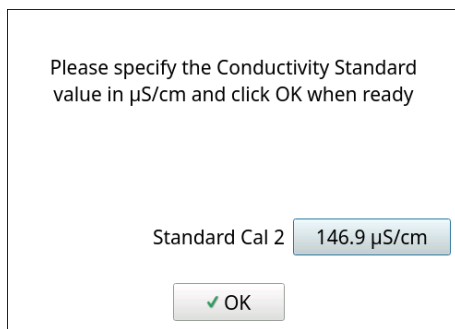 Please specify the Conductivity Standard
value in µS/cm and click OK when ready
Standard Cal 2 146.9 µS/cm
OK